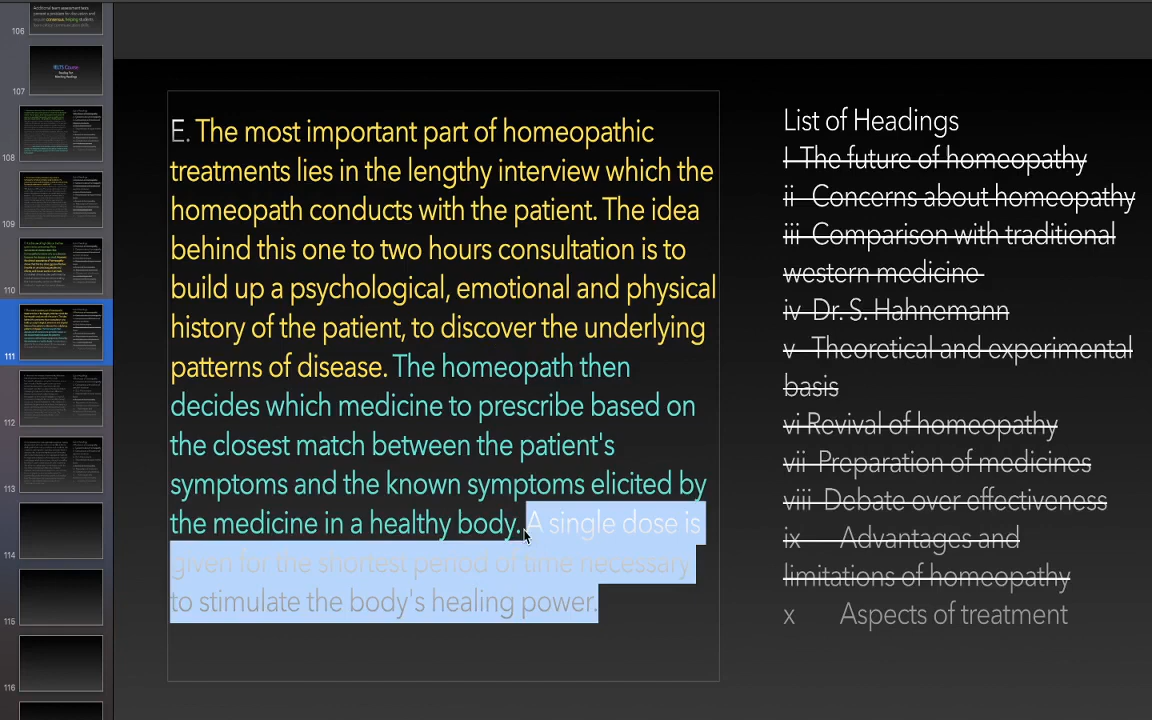 106
107
IELTS Course
108
109
110
111
112
113
114
115
116
E. The most important part of homeopathic
treatments lies in the lengthy interview which the
homeopath conducts with the patient. The idea
behind this one to two hours consultation is to
build up a psychological, emotional and physical
history of the patient, to discover the underlying
patterns of disease. The homeopath then
decides which medicine to prescribe based on
the closest match between the patient's
symptoms and the known symptoms elicited by
the medicine in a healthy body. A single dose is
given for the shortest period of time necessary
to stimulate the body's healing power.
List of Headings
I The future of homeopathy
ii Concerns about homeopathy
iii Comparison with traditional
western medicine
iv Dr. S. Hahnemann
v Theoretical and experimental
basis
vi Revival of homeopathy
vii Preparation of medicines
viii Debate over effectiveness
ix Advantages and
limitations of homeopathy
x Aspects of treatment